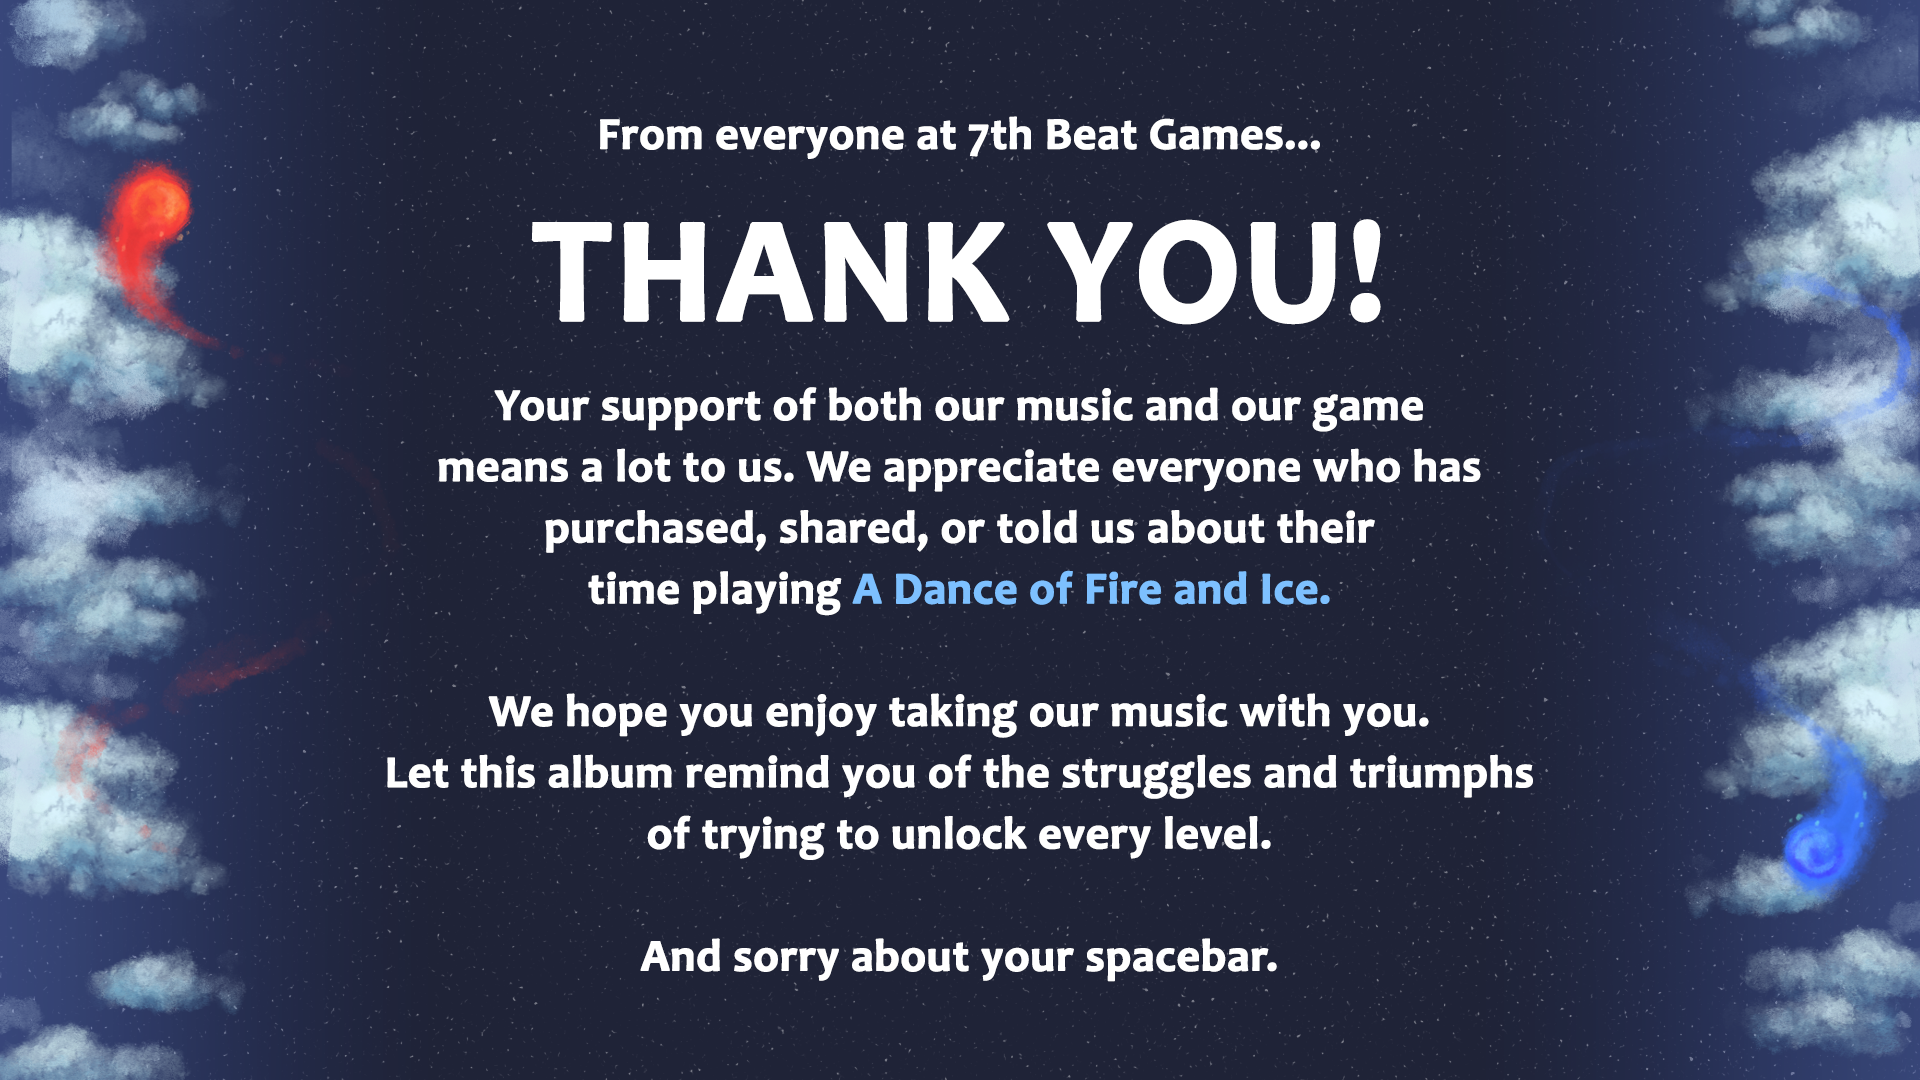 From everyone at 7th Beat Games...
THANK YOU!
Your support of both our music and our game
means a lot to us. We appreciate everyone who has
purchased, shared, or told us about their
time playing A Dance of Fire and Ice.
We hope you enjoy taking our music with you.
Let this album remind you of the struggles and triumphs
of trying to unlock every level.
And sorry about your spacebar.